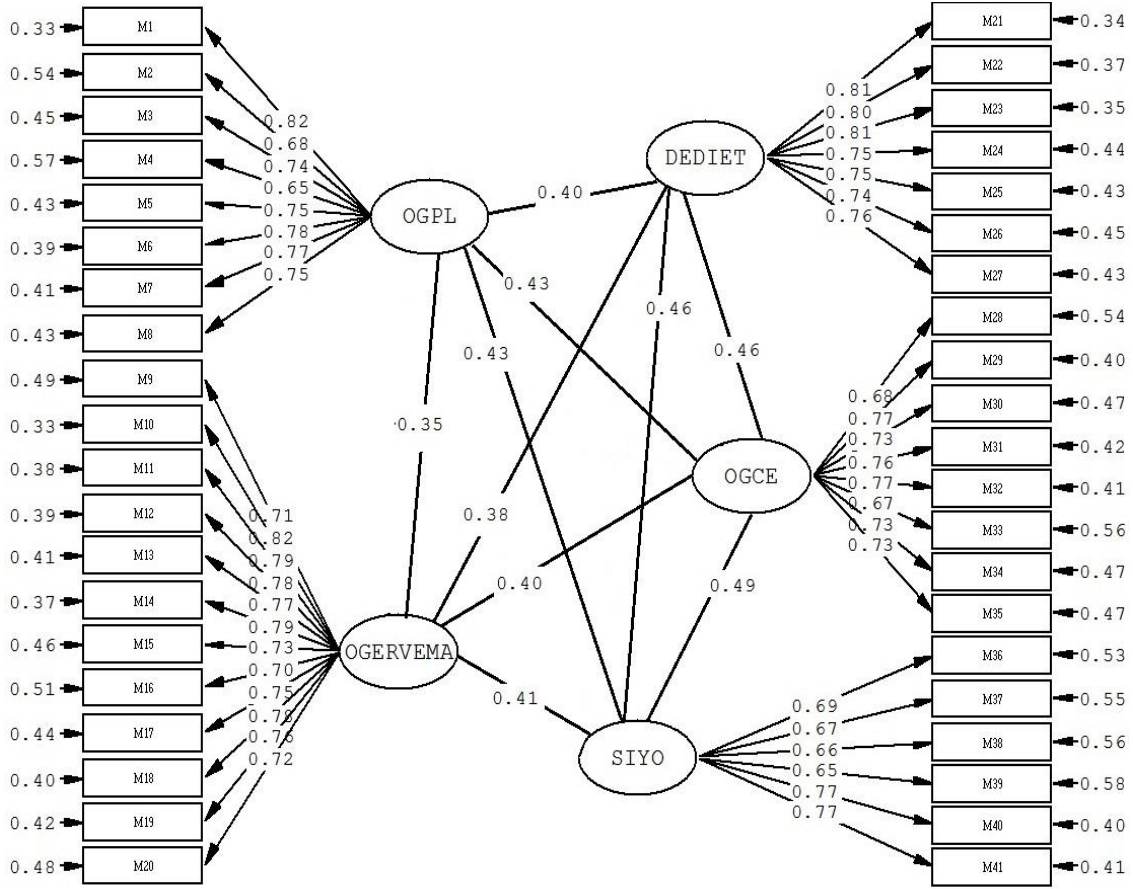 0.33 M1
0.54 M2
0.45 M3
0.57 M4
0.43 M5
0.39 M6
0.41 M7
0.43 M8
0.49 M9
0.33 M10
0.38 M11
0.39 M12
0.41 M13
0.37 M14
0.46 M15
0.51 M16
0.44 M17
0.40 M18
0.42 M19
0.48 M20
0.82
0.68
0.74
0.65
0.75
0.78
0.77
0.75
0.71
0.82
0.79
0.78
0.77
0.79
0.73
0.70
0.75
0.78
0.76
0.72
OGPL
OGERVEMA
DEDIET
OGCE
SIYO
0.40
0.43
0.43
0.35
0.46
0.46
0.38
0.40
0.49
0.41
0.81
0.80
0.81
0.75
0.75
0.74
0.76
0.68
0.77
0.73
0.76
0.77
0.67
0.73
0.73
0.69
0.67
0.66
0.65
0.77
0.77
M21 0.34
M22 0.37
M23 0.35
M24 0.44
M25 0.43
M26 0.45
M27 0.43
M28 0.54
M29 0.40
M30 0.47
M31 0.42
M32 0.41
M33 0.56
M34 0.47
M35 0.47
M36 0.53
M37 0.55
M38 0.56
M39 0.58
M40 0.40
M41 0.41